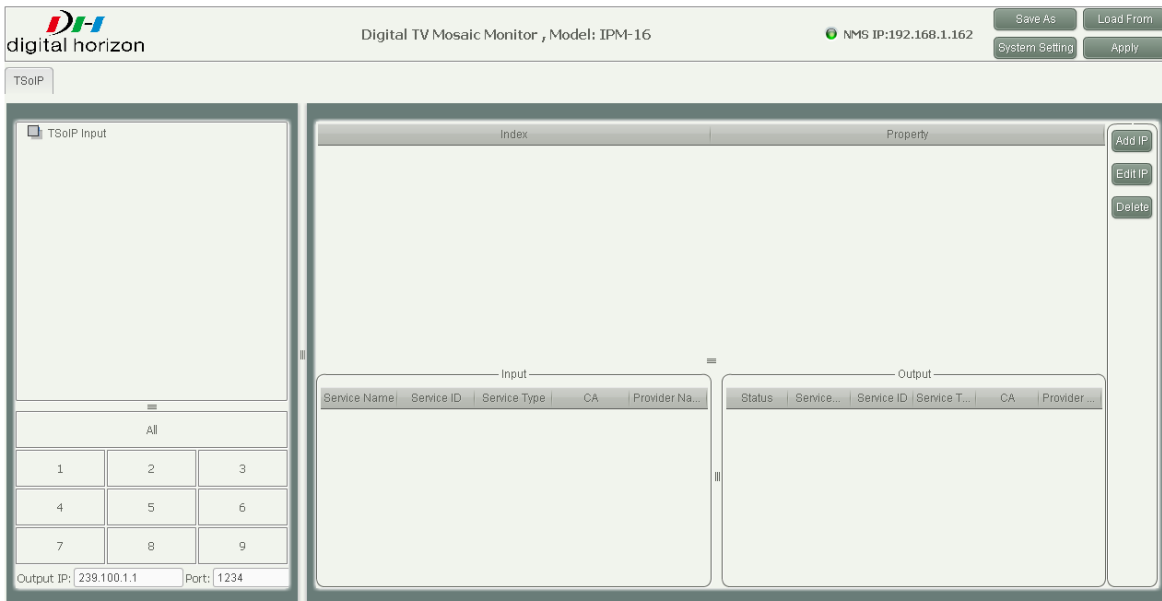 DH
digital horizon
Digital TV Mosaic Monitor , Model: IPM-16
NMS IP:192.168.1.162
Save As
Load From
System Setting
Apply
TSoIP
TSoIP Input
Index
Property
Add IP
Edit IP
Delete
Input
Service Name
Service ID
Service Type
CA
Provider Na...
Output
Status
Service...
Service ID
Service T...
CA
Provider ...
All
1
2
3
4
5
6
7
8
9
Output IP: 239.100.1.1
Port: 1234